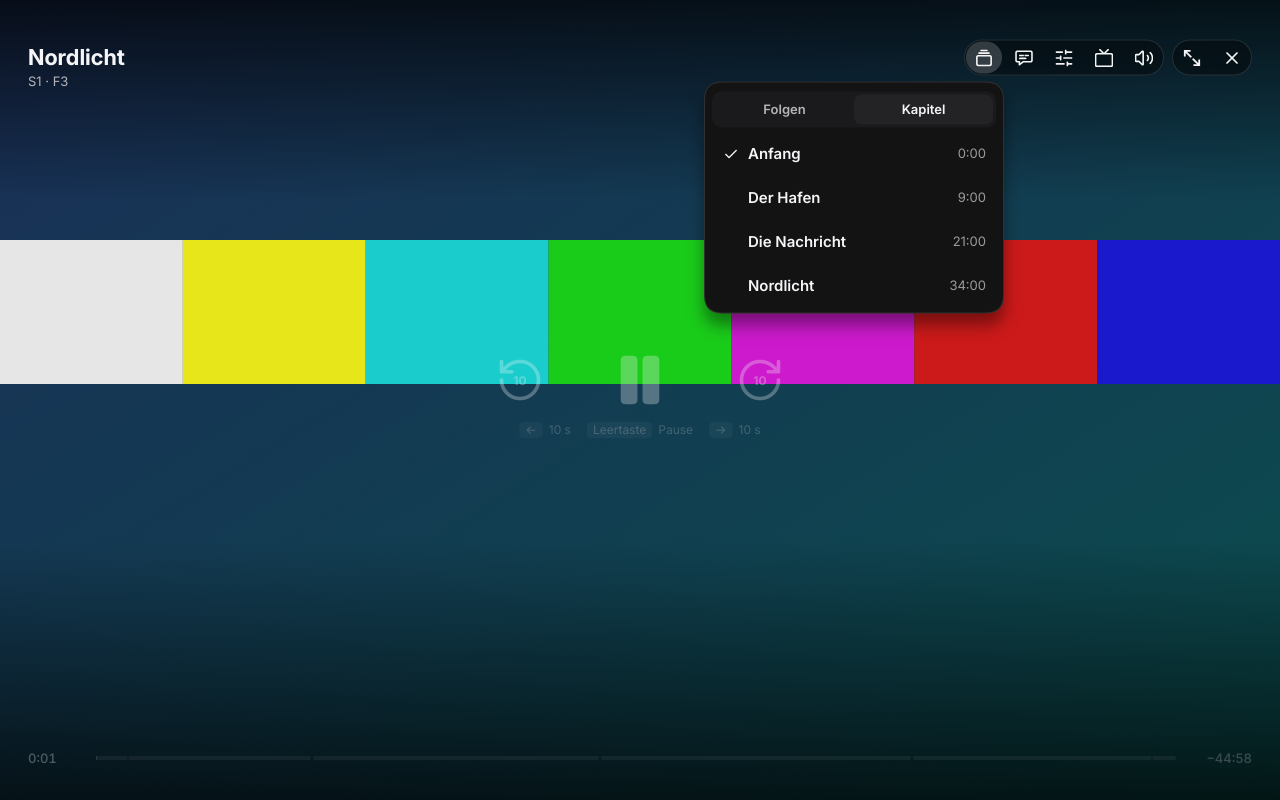 Nordlicht
S1 · F3
Folgen Kapitel
Anfang 0:00
Der Hafen 9:00
Die Nachricht 21:00
Nordlicht 34:00
10 10
← 10 s Leertaste Pause → 10 s
0:01 −44:58